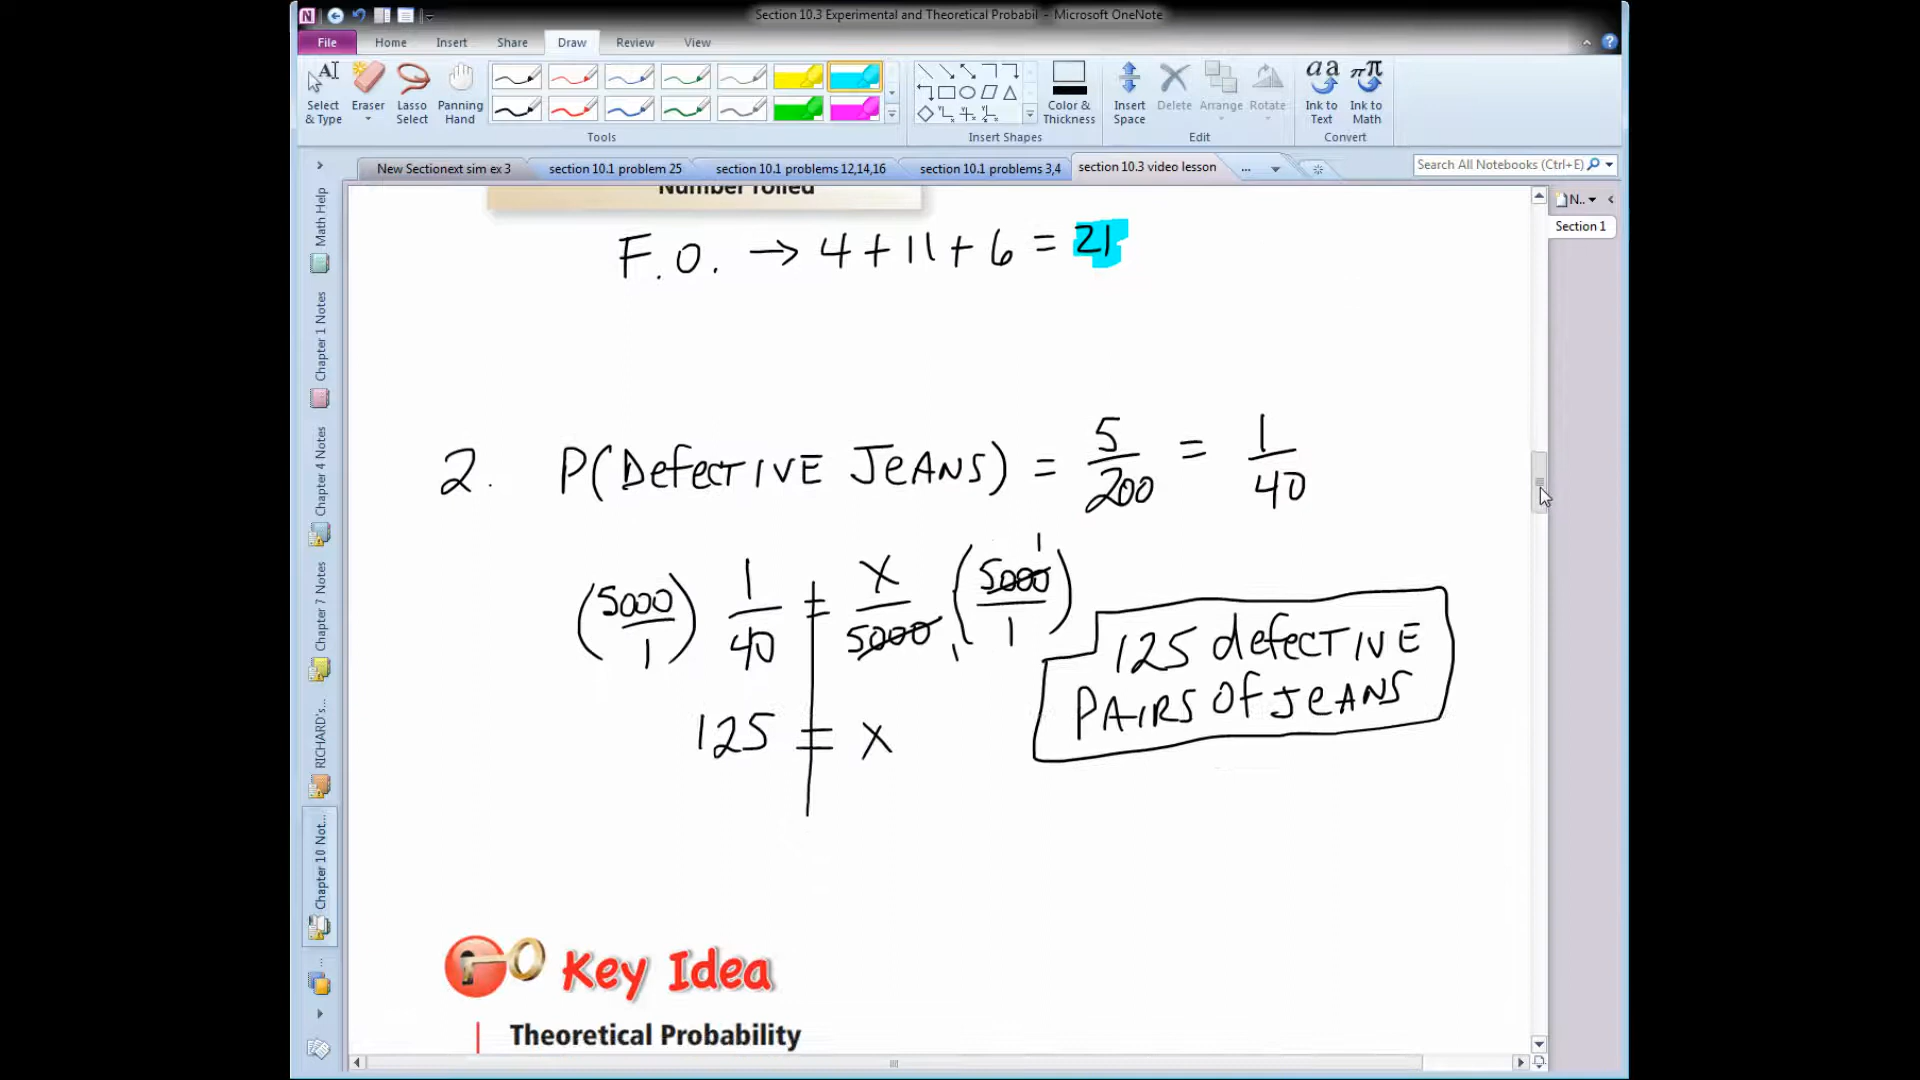 Section 10.3 Experimental and Theoretical Probabil - Microsoft OneNote
File Home Insert Share Draw Review View
Select & Type
Eraser
Lasso Select
Panning Hand
Color & Thickness
Insert Space
Delete
Arrange
Rotate
Ink to Text
Ink to Math
Tools Insert Shapes Edit Convert
New Sectionext sim ex 3 section 10.1 problem 25 section 10.1 problems 12,14,16 section 10.1 problems 3,4 section 10.3 video lesson ...
Search All Notebooks (Ctrl+E)
N..
Section 1
Math Help
Chapter 1 Notes
Chapter 4 Notes
Chapter 7 Notes
RICHARD's...
Chapter 10 Not...
Number rolled
F.O. → 4 + 11 + 6 = 21
2. P(Defective Jeans) = 5/200 = 1/40
(5000/1) 1/40 = x/5000 (5000/1)
1
1
125 = x
125 defective
pairs of jeans
Key Idea
Theoretical Probability